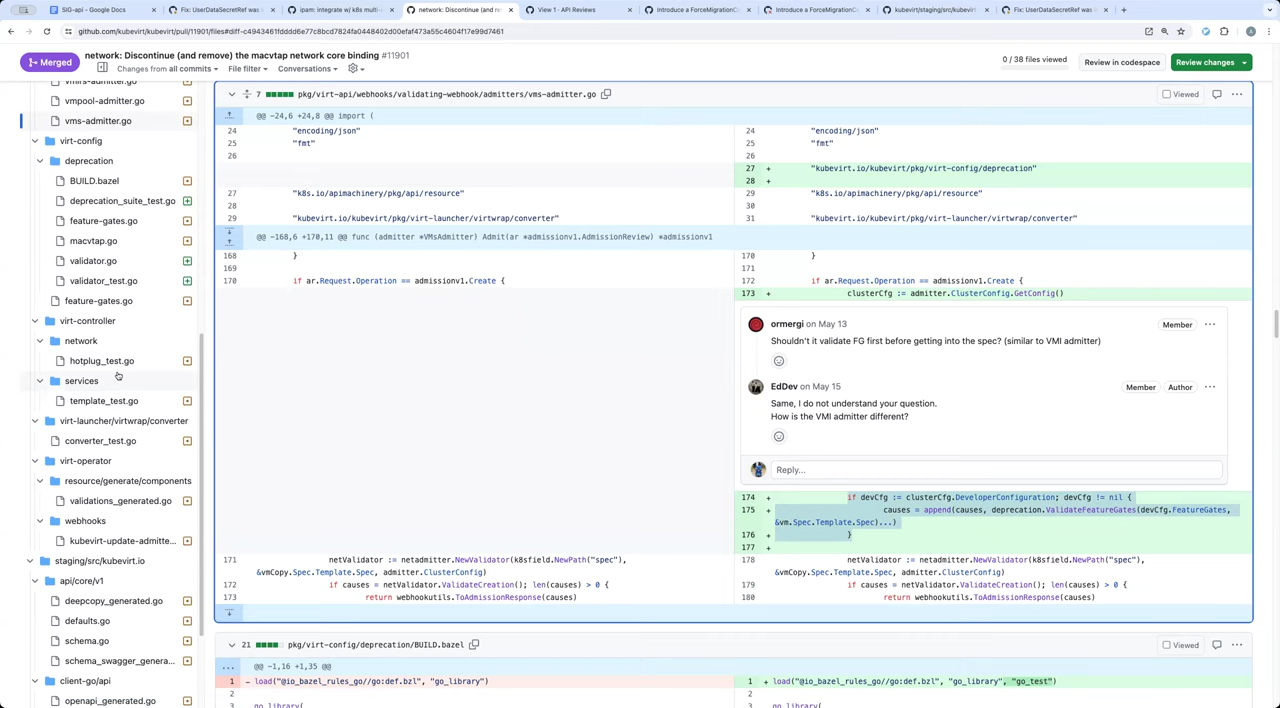 SIG-api - Google Docs
Fix: UserDataSecretRef was
ipam: integrate w/ k8s multi-
network: Discontinue (and re
View 1 · API Reviews
Introduce a ForceMigrationC
Introduce a ForceMigrationC
kubevirt/staging/src/kubevirt
Fix: UserDataSecretRef was
github.com/kubevirt/kubevirt/pull/11901/files#diff-c4943461fdddd6e77c8bcd7824fa0448402d00efaf473a55c4604f17e99d7461
Merged
network: Discontinue (and remove) the macvtap network core binding #11901
Changes from all commits
File filter
Conversations
0 / 38 files viewed
Review in codespace
Review changes
vmirs-admitter.go
vmpool-admitter.go
vms-admitter.go
virt-config
deprecation
BUILD.bazel
deprecation_suite_test.go
feature-gates.go
macvtap.go
validator.go
validator_test.go
feature-gates.go
virt-controller
network
hotplug_test.go
services
template_test.go
virt-launcher/virtwrap/converter
converter_test.go
virt-operator
resource/generate/components
validations_generated.go
webhooks
kubevirt-update-admitte...
staging/src/kubevirt.io
api/core/v1
deepcopy_generated.go
defaults.go
schema.go
schema_swagger_genera...
client-go/api
openapi_generated.go
7 pkg/virt-api/webhooks/validating-webhook/admitters/vms-admitter.go
Viewed
@@ -24,6 +24,8 @@ import (
24 "encoding/json" 24 "encoding/json"
25 "fmt" 25 "fmt"
26 26
27 + "kubevirt.io/kubevirt/pkg/virt-config/deprecation"
28 +
27 "k8s.io/apimachinery/pkg/api/resource" 29 "k8s.io/apimachinery/pkg/api/resource"
28 30
29 "kubevirt.io/kubevirt/pkg/virt-launcher/virtwrap/converter" 31 "kubevirt.io/kubevirt/pkg/virt-launcher/virtwrap/converter"
@@ -168,6 +170,11 @@ func (admitter *VMsAdmitter) Admit(ar *admissionv1.AdmissionReview) *admissionv1
168 } 170 }
169 171
170 if ar.Request.Operation == admissionv1.Create { 172 if ar.Request.Operation == admissionv1.Create {
173 + clusterCfg := admitter.ClusterConfig.GetConfig()
ormergi on May 13
Member
Shouldn't it validate FG first before getting into the spec? (similar to VMI admitter)
EdDev on May 15
Member
Author
Same, I do not understand your question.
How is the VMI admitter different?
Reply...
174 + if devCfg := clusterCfg.DeveloperConfiguration; devCfg != nil {
175 + causes = append(causes, deprecation.ValidateFeatureGates(devCfg.FeatureGates,
&vm.Spec.Template.Spec)...)
176 + }
177 +
171 netValidator := netadmitter.NewValidator(k8sfield.NewPath("spec"), 178 netValidator := netadmitter.NewValidator(k8sfield.NewPath("spec"),
&vmCopy.Spec.Template.Spec, admitter.ClusterConfig) &vmCopy.Spec.Template.Spec, admitter.ClusterConfig)
172 if causes = netValidator.ValidateCreation(); len(causes) > 0 { 179 if causes = netValidator.ValidateCreation(); len(causes) > 0 {
173 return webhookutils.ToAdmissionResponse(causes) 180 return webhookutils.ToAdmissionResponse(causes)
21 pkg/virt-config/deprecation/BUILD.bazel
Viewed
@@ -1,16 +1,35 @@
1 - load("@io_bazel_rules_go//go:def.bzl", "go_library") 1 + load("@io_bazel_rules_go//go:def.bzl", "go_library", "go_test")
2 2
3 go_library( 3 go_library(